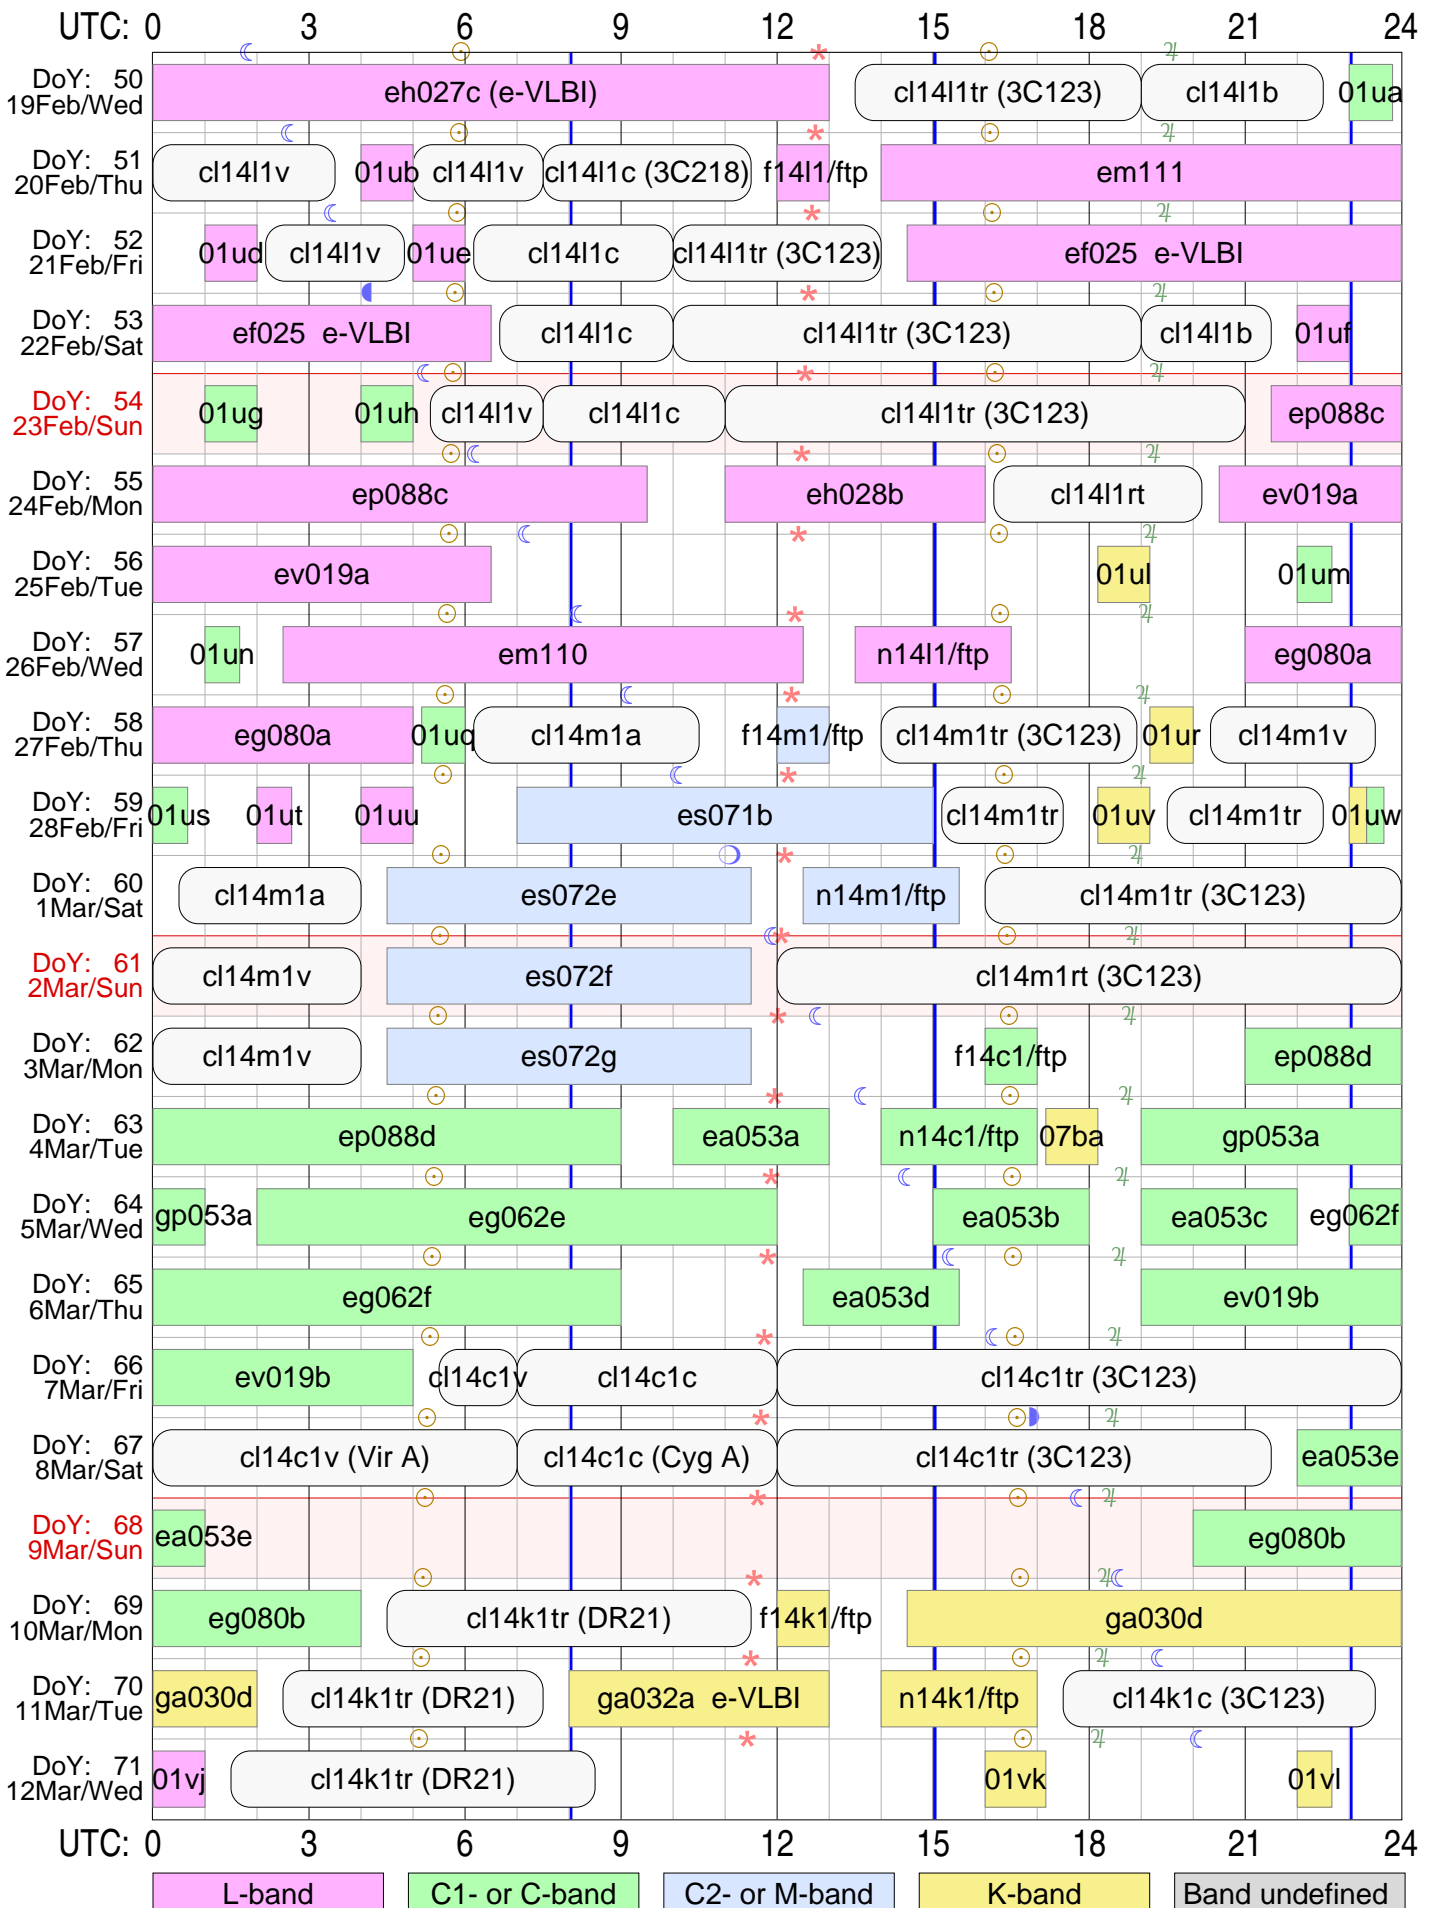 UTC: 0 3 6 9 12 15 18 21 24
DoY: 50
19Feb/Wed
eh027c (e-VLBI) cl14l1tr (3C123) cl14l1b 01ua
DoY: 51
20Feb/Thu
cl14l1v 01ub cl14l1v cl14l1c (3C218) f14l1/ftp em111
DoY: 52
21Feb/Fri
01ud cl14l1v 01ue cl14l1c cl14l1tr (3C123) ef025 e-VLBI
DoY: 53
22Feb/Sat
ef025 e-VLBI cl14l1c cl14l1tr (3C123) cl14l1b 01uf
DoY: 54
23Feb/Sun
01ug 01uh cl14l1v cl14l1c cl14l1tr (3C123) ep088c
DoY: 55
24Feb/Mon
ep088c eh028b cl14l1rt ev019a
DoY: 56
25Feb/Tue
ev019a 01ul 01um
DoY: 57
26Feb/Wed
01un em110 n14l1/ftp eg080a
DoY: 58
27Feb/Thu
eg080a 01uq cl14m1a f14m1/ftp cl14m1tr (3C123) 01ur cl14m1v
DoY: 59
28Feb/Fri
01us 01ut 01uu es071b cl14m1tr 01uv cl14m1tr 01uw
DoY: 60
1Mar/Sat
cl14m1a es072e n14m1/ftp cl14m1tr (3C123)
DoY: 61
2Mar/Sun
cl14m1v es072f cl14m1rt (3C123)
DoY: 62
3Mar/Mon
cl14m1v es072g f14c1/ftp ep088d
DoY: 63
4Mar/Tue
ep088d ea053a n14c1/ftp 07ba gp053a
DoY: 64
5Mar/Wed
gp053a eg062e ea053b ea053c eg062f
DoY: 65
6Mar/Thu
eg062f ea053d ev019b
DoY: 66
7Mar/Fri
ev019b cl14c1v cl14c1c cl14c1tr (3C123)
DoY: 67
8Mar/Sat
cl14c1v (Vir A) cl14c1c (Cyg A) cl14c1tr (3C123) ea053e
DoY: 68
9Mar/Sun
ea053e eg080b
DoY: 69
10Mar/Mon
eg080b cl14k1tr (DR21) f14k1/ftp ga030d
DoY: 70
11Mar/Tue
ga030d cl14k1tr (DR21) ga032a e-VLBI n14k1/ftp cl14k1c (3C123)
DoY: 71
12Mar/Wed
01vj cl14k1tr (DR21) 01vk 01vl
UTC: 0 3 6 9 12 15 18 21 24
L-band C1- or C-band C2- or M-band K-band Band undefined